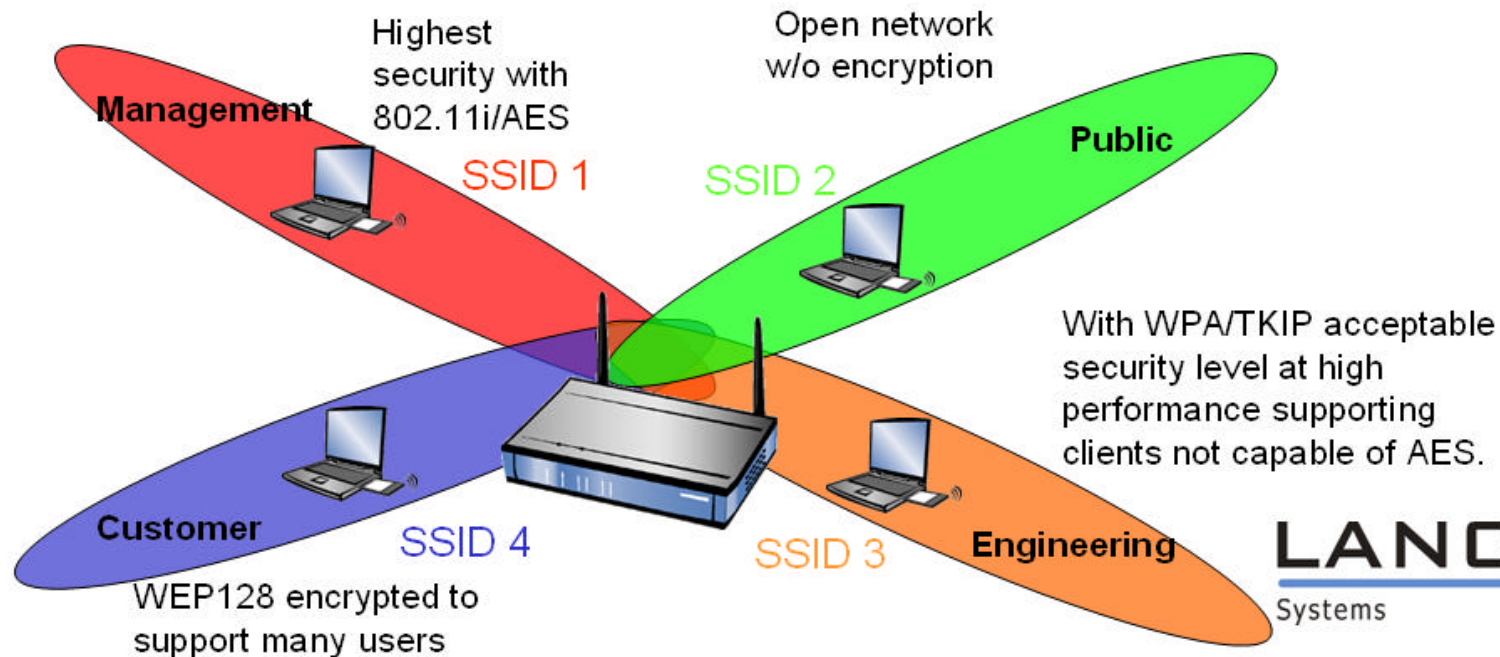 Highest
security with
802.11i/AES
Open network
w/o encryption
Management
Public
SSID 1
SSID 2
With WPA/TKIP acceptable
security level at high
performance supporting
clients not capable of AES.
Customer
SSID 4
SSID 3
Engineering
WEP128 encrypted to
support many users
LANC
Systems